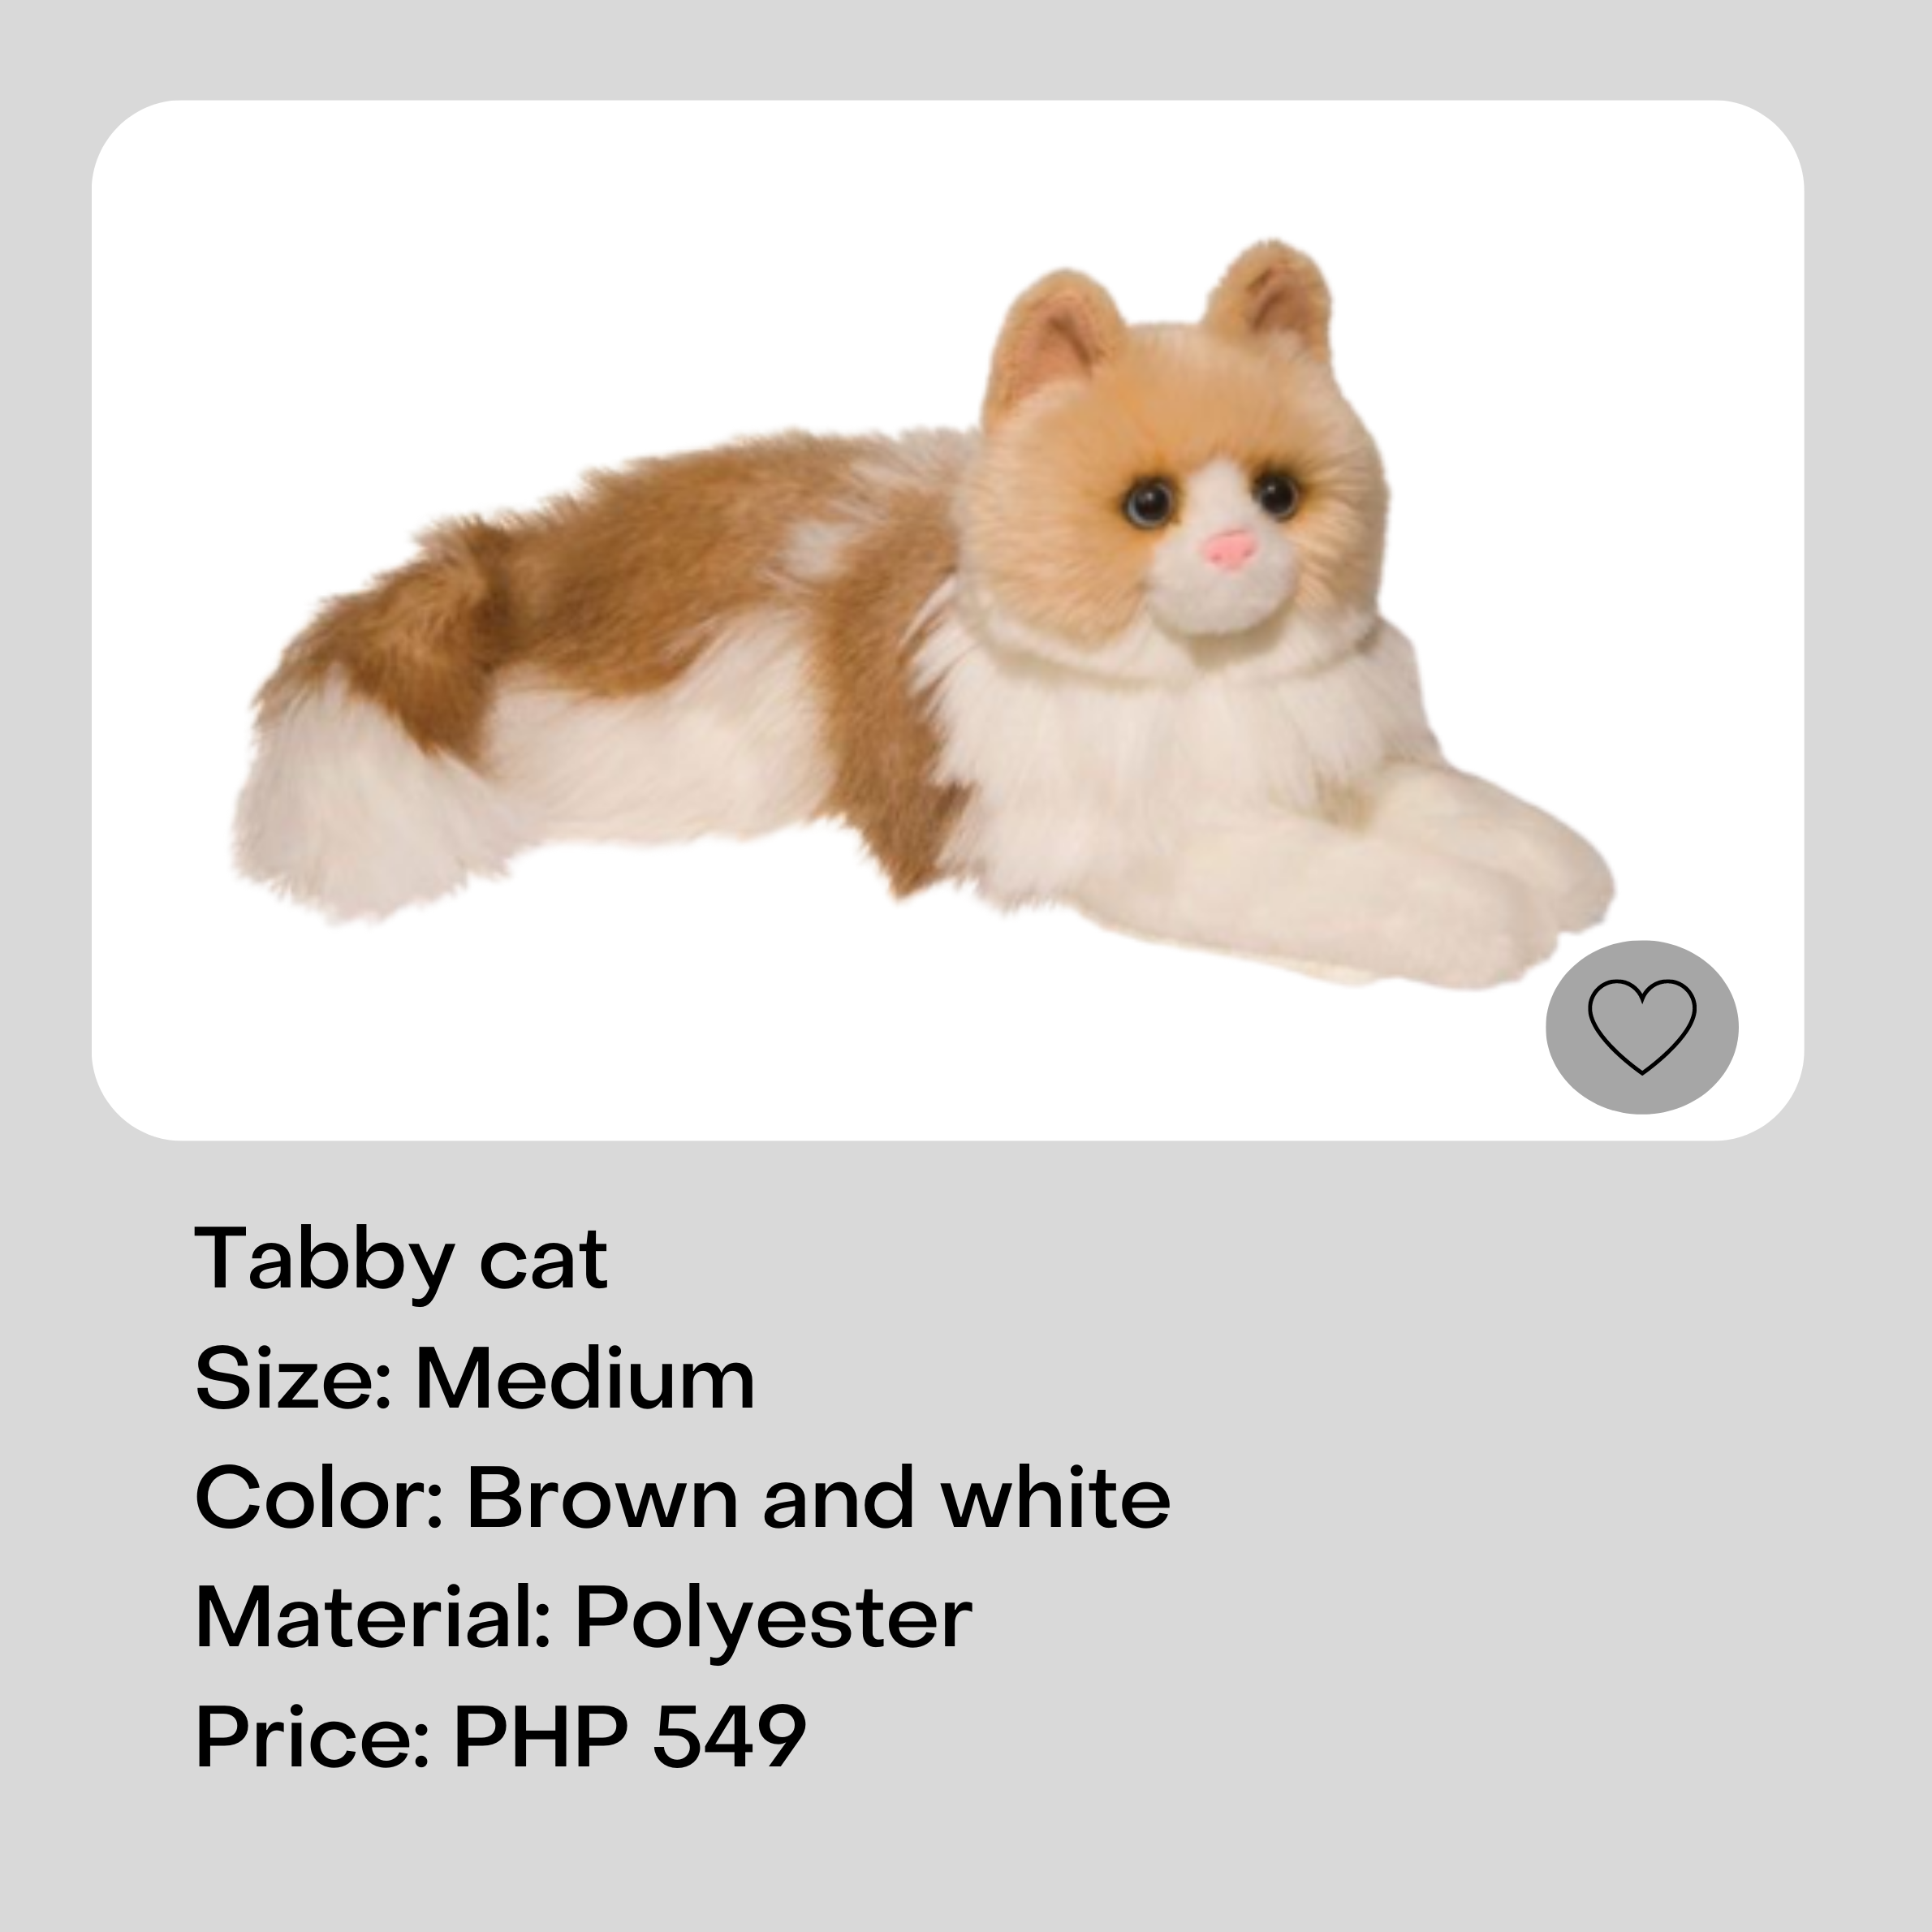 Tabby cat
Size: Medium
Color: Brown and white
Material: Polyester
Price: PHP 549